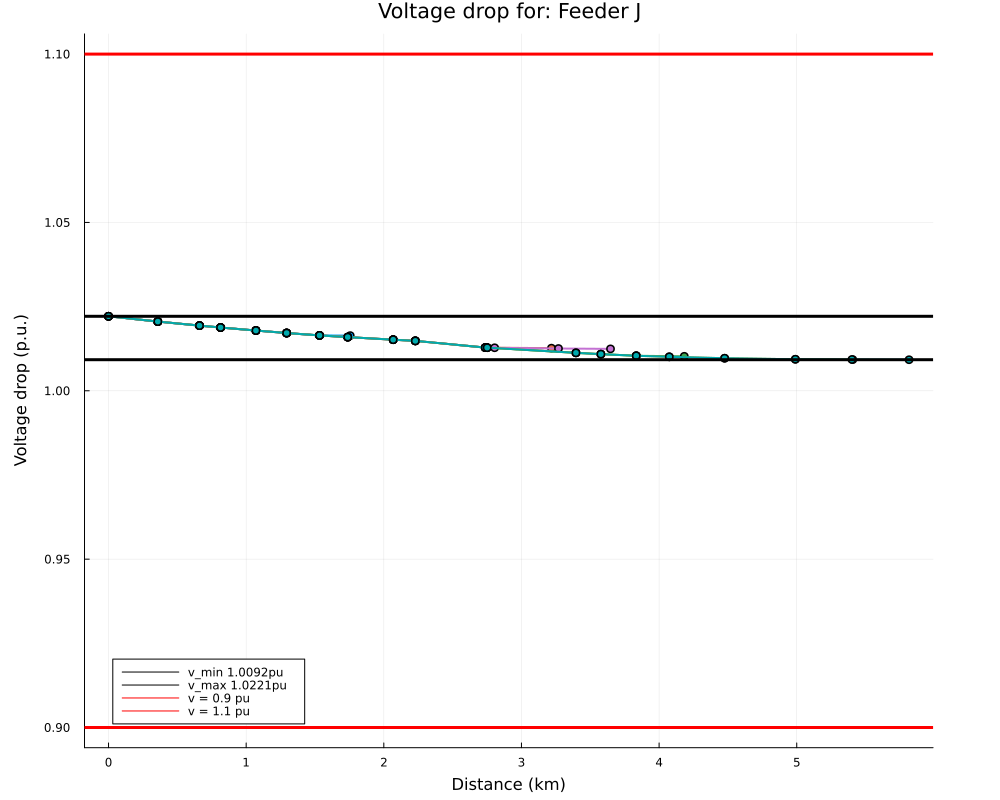 Voltage drop for: Feeder J
Voltage drop (p.u.)
1.10
1.05
1.00
0.95
0.90
v_min 1.0092pu
v_max 1.0221pu
v = 0.9 pu
v = 1.1 pu
0 1 2 3 4 5
Distance (km)